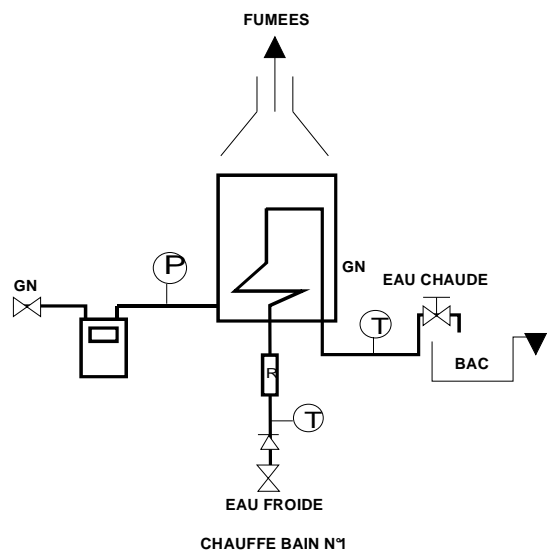 FUMEES
GN
P
GN
EAU CHAUDE
T
BAC
R
T
EAU FROIDE
CHAUFFE BAIN N°1